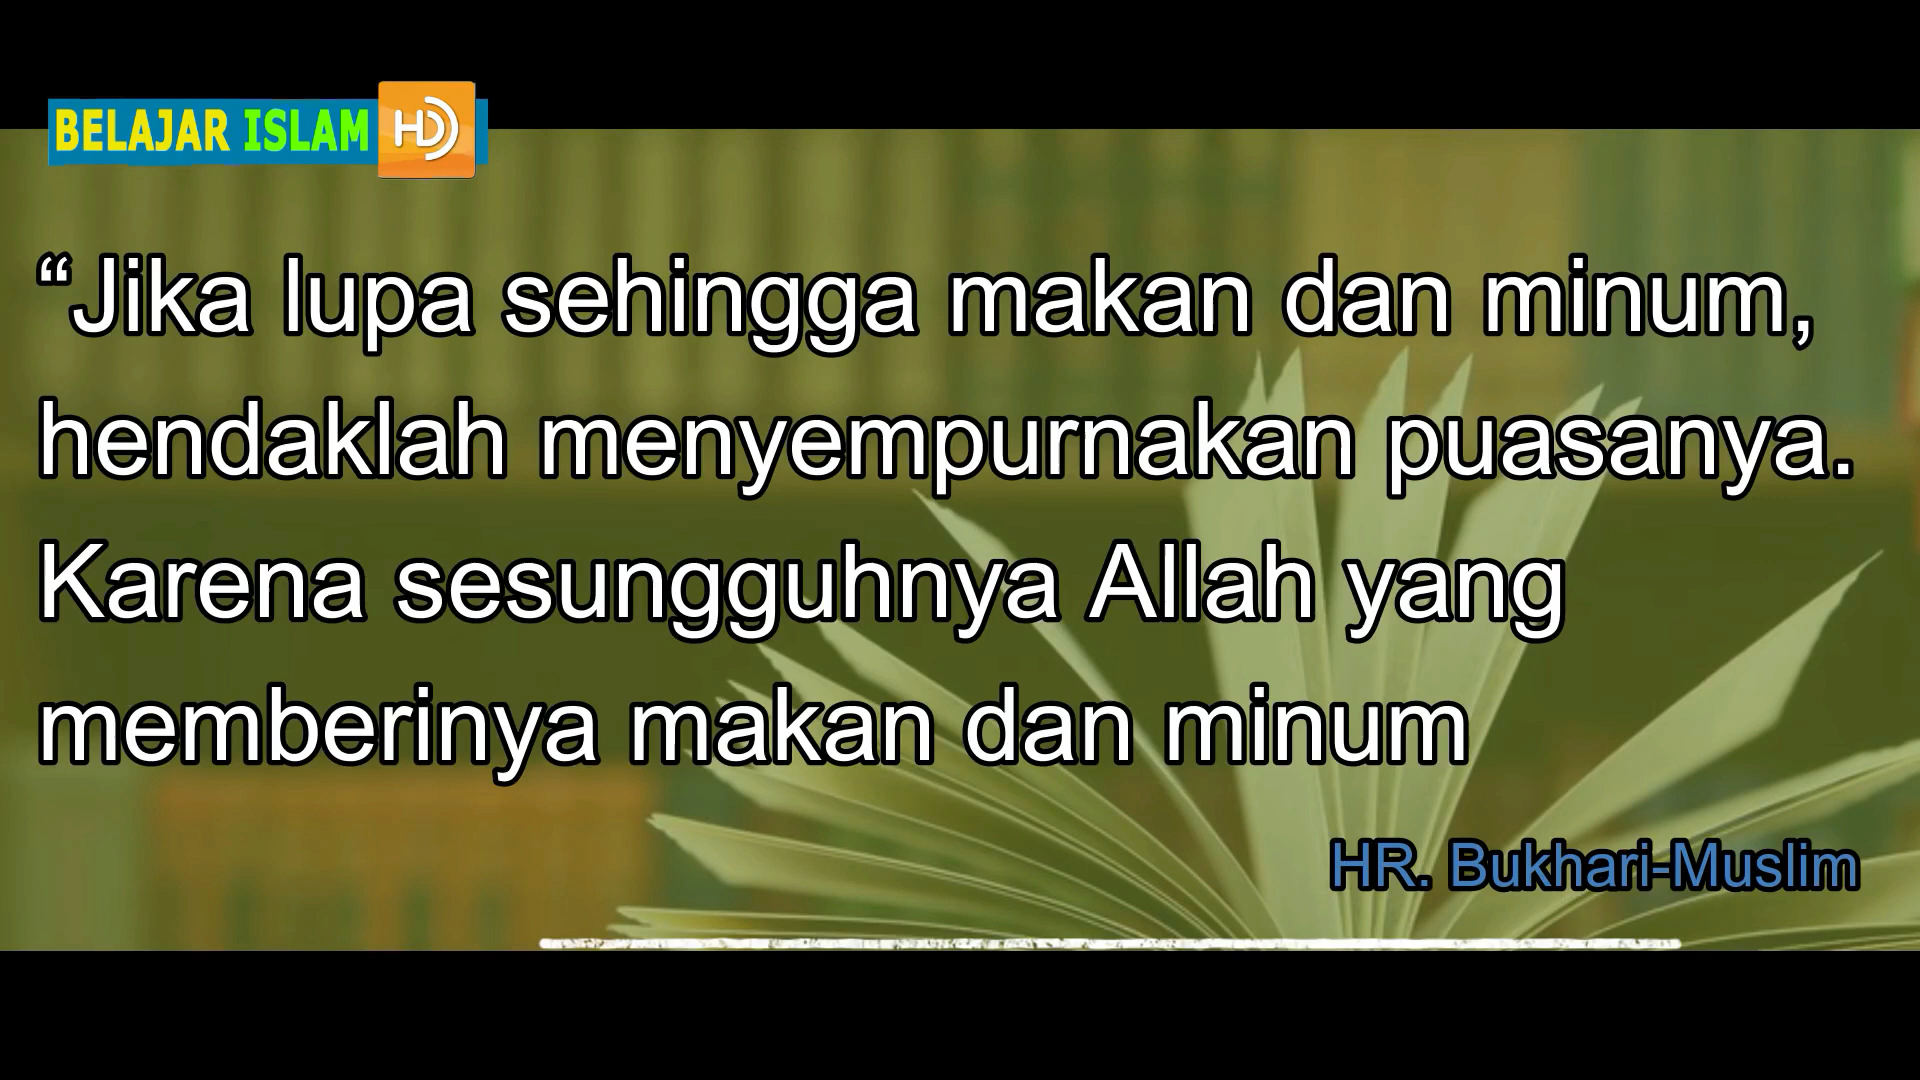 BELAJAR ISLAM HD
“Jika lupa sehingga makan dan minum,
hendaklah menyempurnakan puasanya.
Karena sesungguhnya Allah yang
memberinya makan dan minum
HR. Bukhari-Muslim